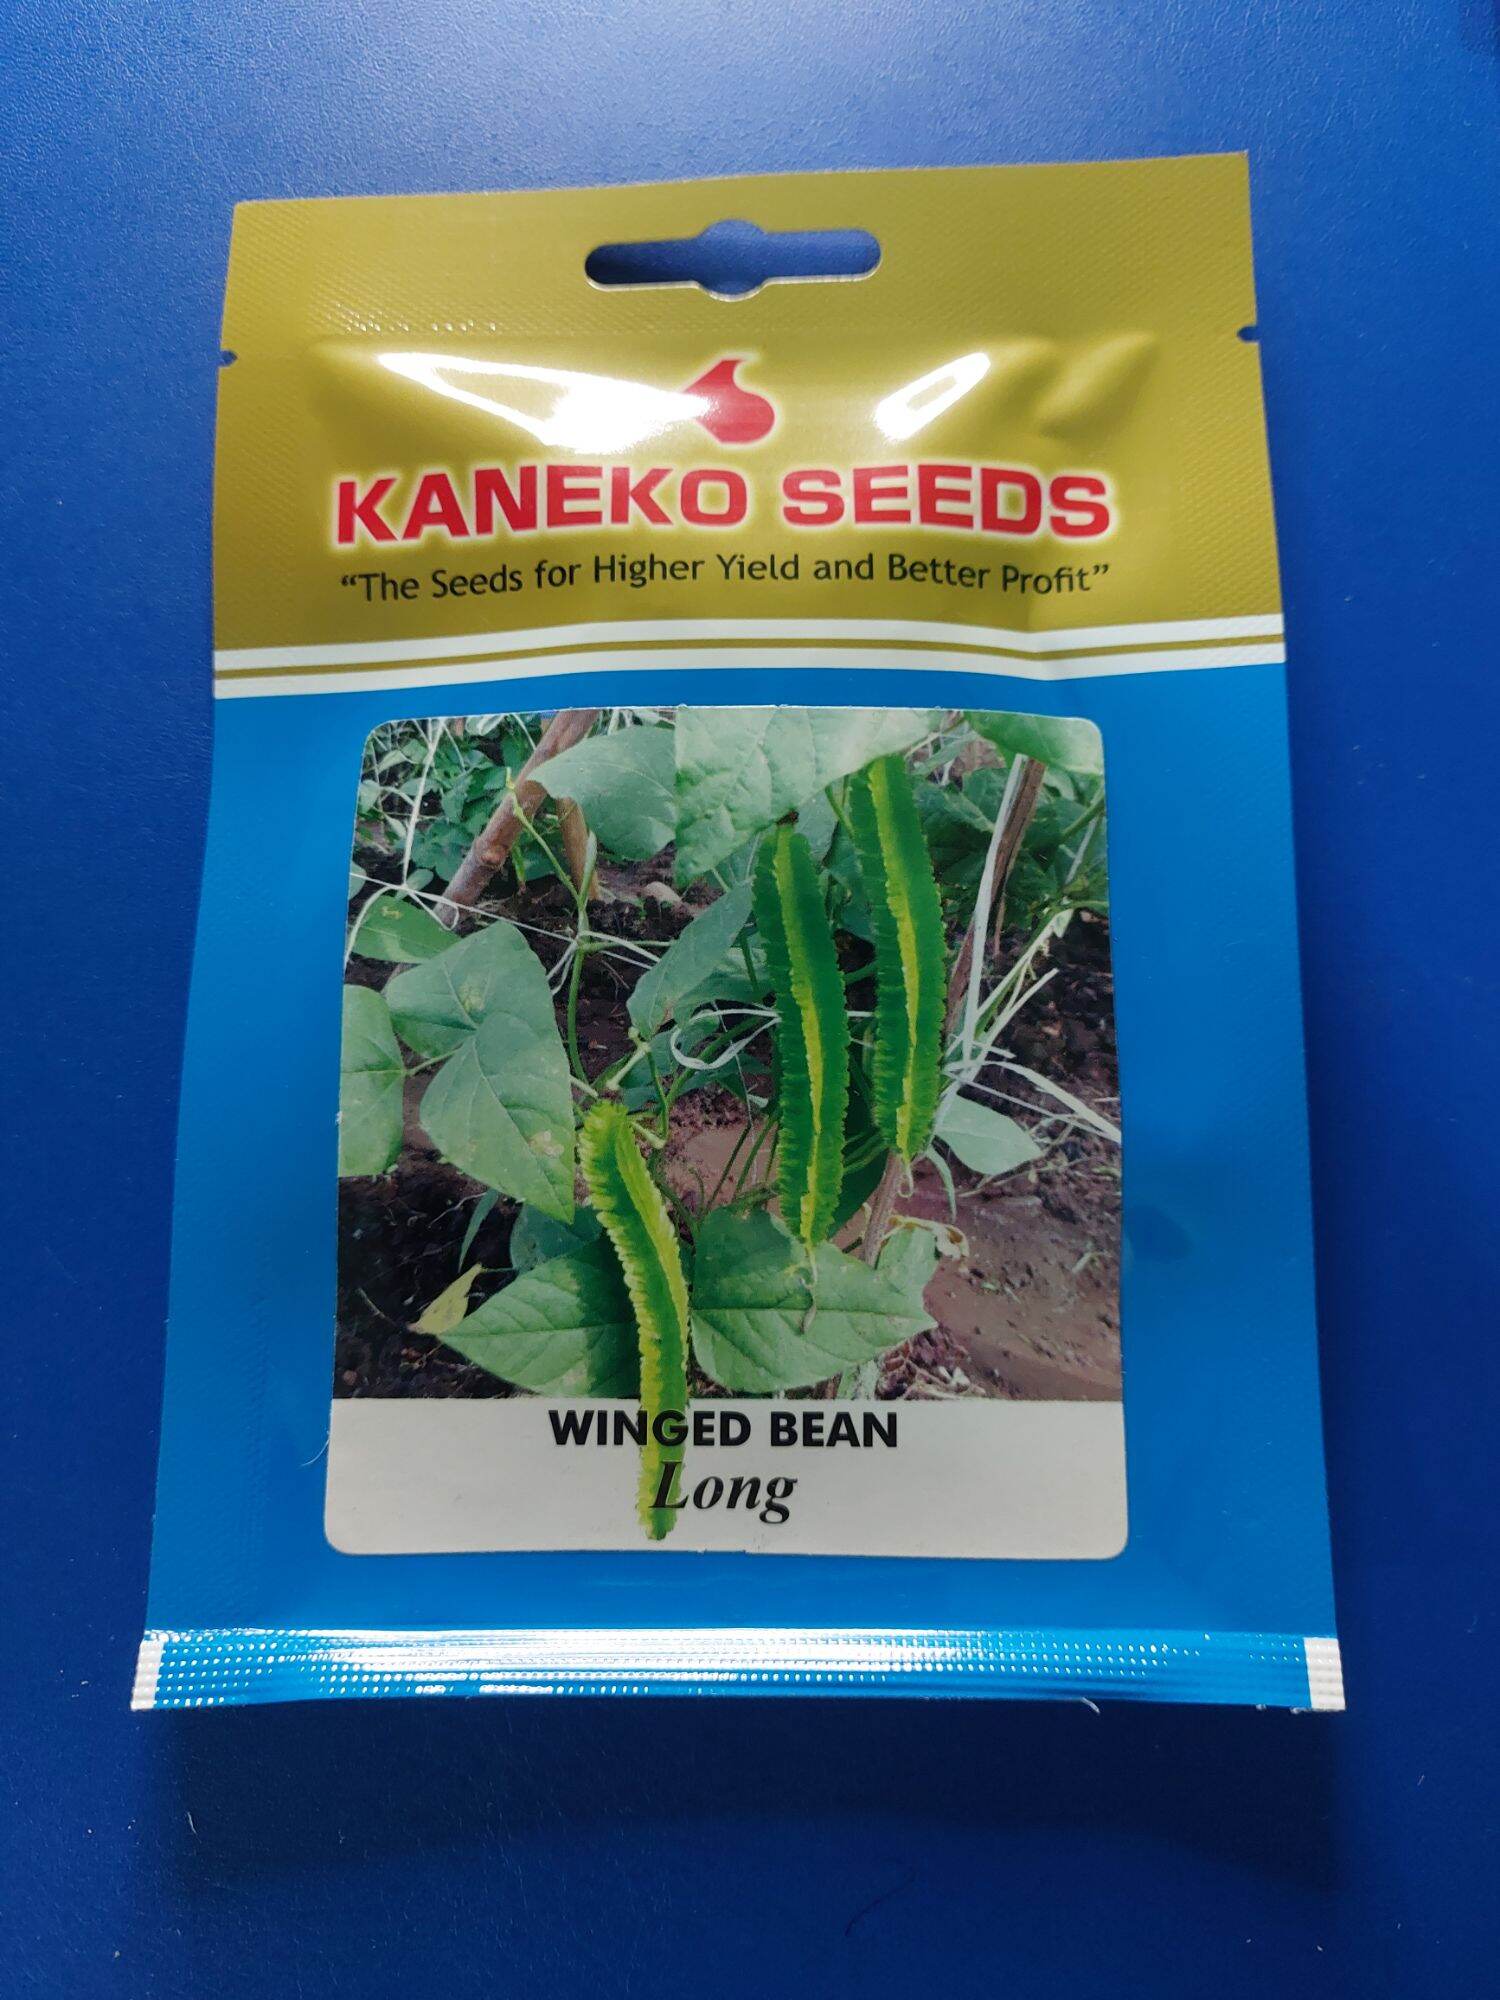 KANEKO SEEDS
“The Seeds for Higher Yield and Better Profit”
WINGED BEAN
Long